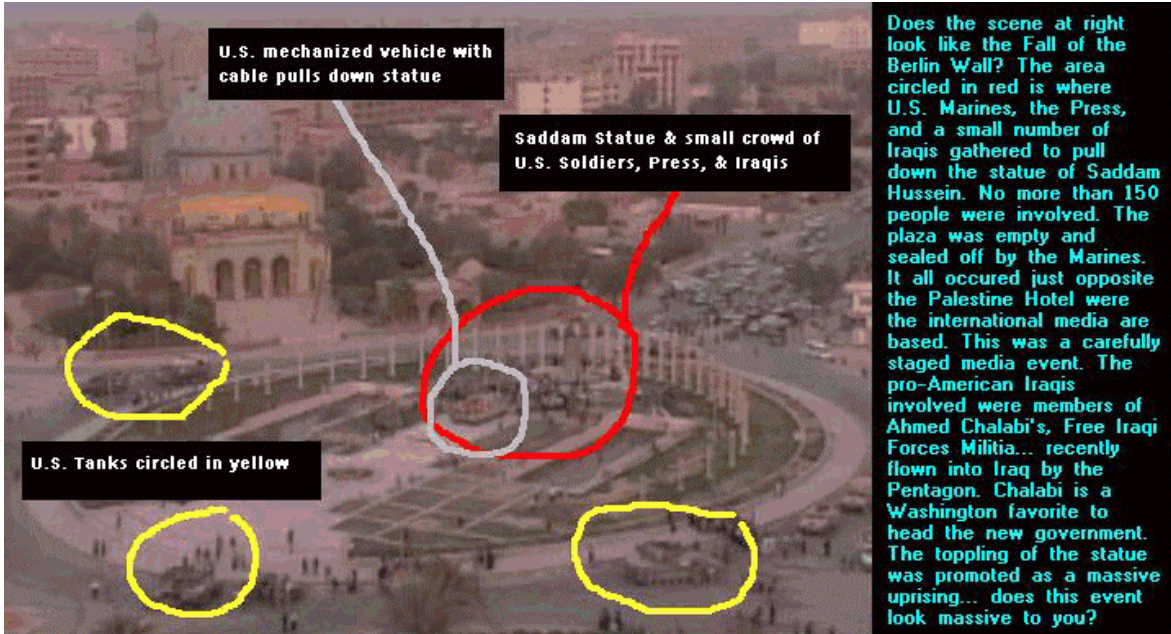 U.S. mechanized vehicle with
cable pulls down statue
Saddam Statue & small crowd of
U.S. Soldiers, Press, & Iraqis
U.S. Tanks circled in yellow
Does the scene at right
look like the Fall of the
Berlin Wall? The area
circled in red is where
U.S. Marines, the Press,
and a small number of
Iraqis gathered to pull
down the statue of Saddam
Hussein. No more than 150
people were involved. The
plaza was empty and
sealed off by the Marines.
It all occured just opposite
the Palestine Hotel were
the international media are
based. This was a carefully
staged media event. The
pro-American Iraqis
involved were members of
Ahmed Chalabi's, Free Iraqi
Forces Militia... recently
flown into Iraq by the
Pentagon. Chalabi is a
Washington favorite to
head the new government.
The toppling of the statue
was promoted as a massive
uprising... does this event
look massive to you?